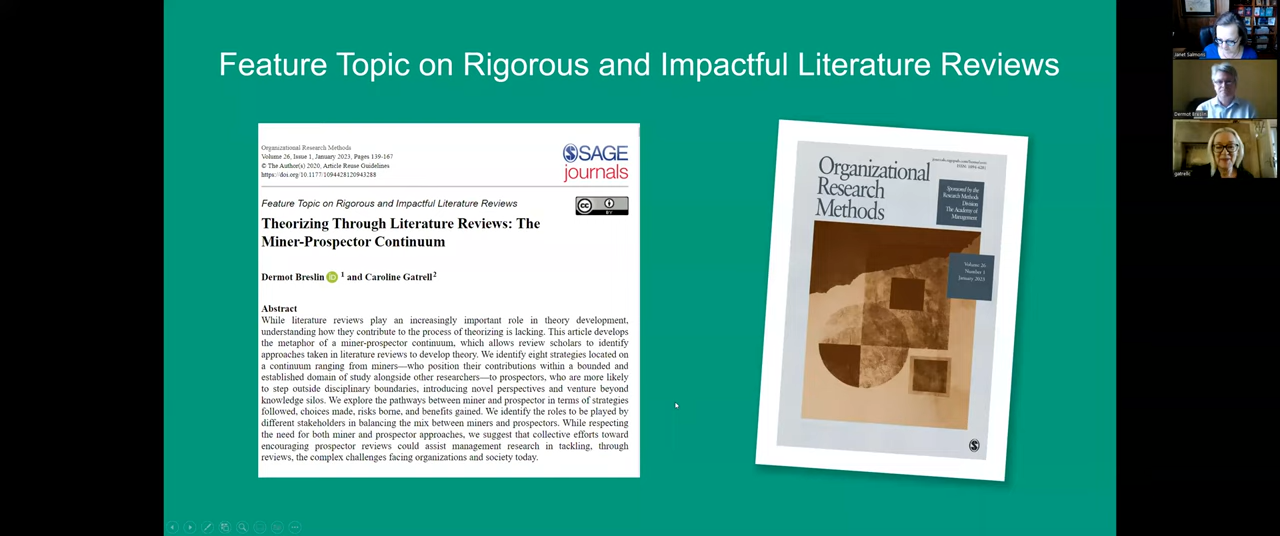 Feature Topic on Rigorous and Impactful Literature Reviews
Organizational Research Methods
Volume 26, Issue 1, January 2023, Pages 139-167
© The Author(s) 2020, Article Reuse Guidelines
https://doi.org/10.1177/1094428120943288
SAGE
journals
Feature Topic on Rigorous and Impactful Literature Reviews
cc BY
Theorizing Through Literature Reviews: The
Miner-Prospector Continuum
Dermot Breslin iD 1 and Caroline Gatrell2
Abstract
While literature reviews play an increasingly important role in theory development,
understanding how they contribute to the process of theorizing is lacking. This article develops
the metaphor of a miner-prospector continuum, which allows review scholars to identify
approaches taken in literature reviews to develop theory. We identify eight strategies located on
a continuum ranging from miners—who position their contributions within a bounded and
established domain of study alongside other researchers—to prospectors, who are more likely
to step outside disciplinary boundaries, introducing novel perspectives and venture beyond
knowledge silos. We explore the pathways between miner and prospector in terms of strategies
followed, choices made, risks borne, and benefits gained. We identify the roles to be played by
different stakeholders in balancing the mix between miners and prospectors. While respecting
the need for both miner and prospector approaches, we suggest that collective efforts toward
encouraging prospector reviews could assist management research in tackling, through
reviews, the complex challenges facing organizations and society today.
Organizational
Research
Methods
Sponsored by the
Research Methods
Division
The Academy of
Management
Volume 26
Number 1
January 2023
S
Janet Salmons
Dermot Breslin
gatrellc